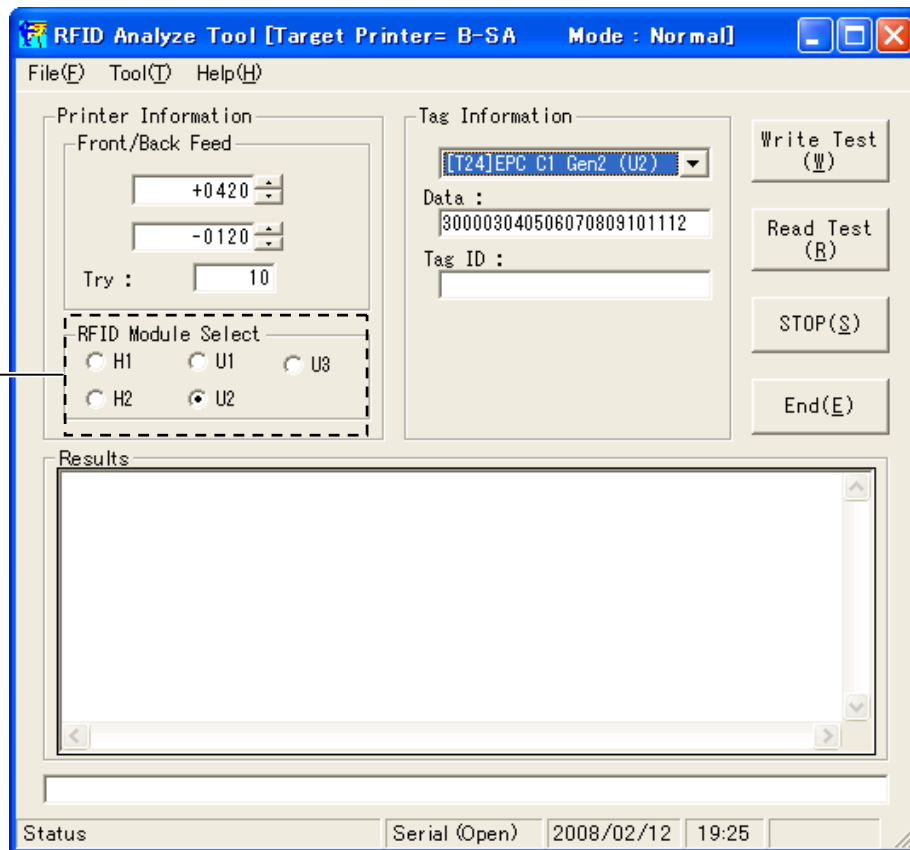 RFID Analyze Tool [Target Printer= B-SA Mode : Normal]
File(F) Tool(T) Help(H)
Printer Information
Front/Back Feed
+0420
-0120
Try : 10
RFID Module Select
H1 U1 U3
H2 U2
Tag Information
[T24]EPC C1 Gen2 (U2)
Data :
300003040506070809101112
Tag ID :
Write Test
(W)
Read Test
(R)
STOP(S)
End(E)
Results
Status Serial (Open) 2008/02/12 19:25